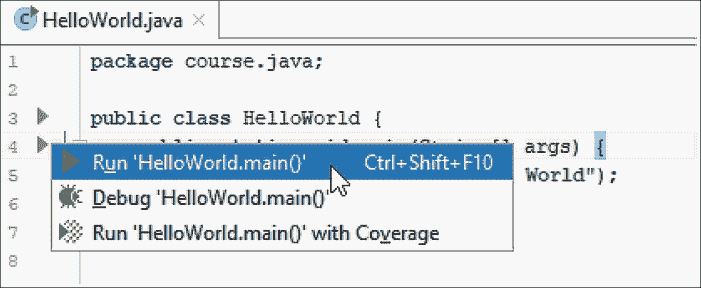 HelloWorld.java
1 package course.java;
2
3 public class HelloWorld {
4 args) {
Run 'HelloWorld.main()' Ctrl+Shift+F10
5 World");
6 Debug 'HelloWorld.main()'
7 Run 'HelloWorld.main()' with Coverage
8